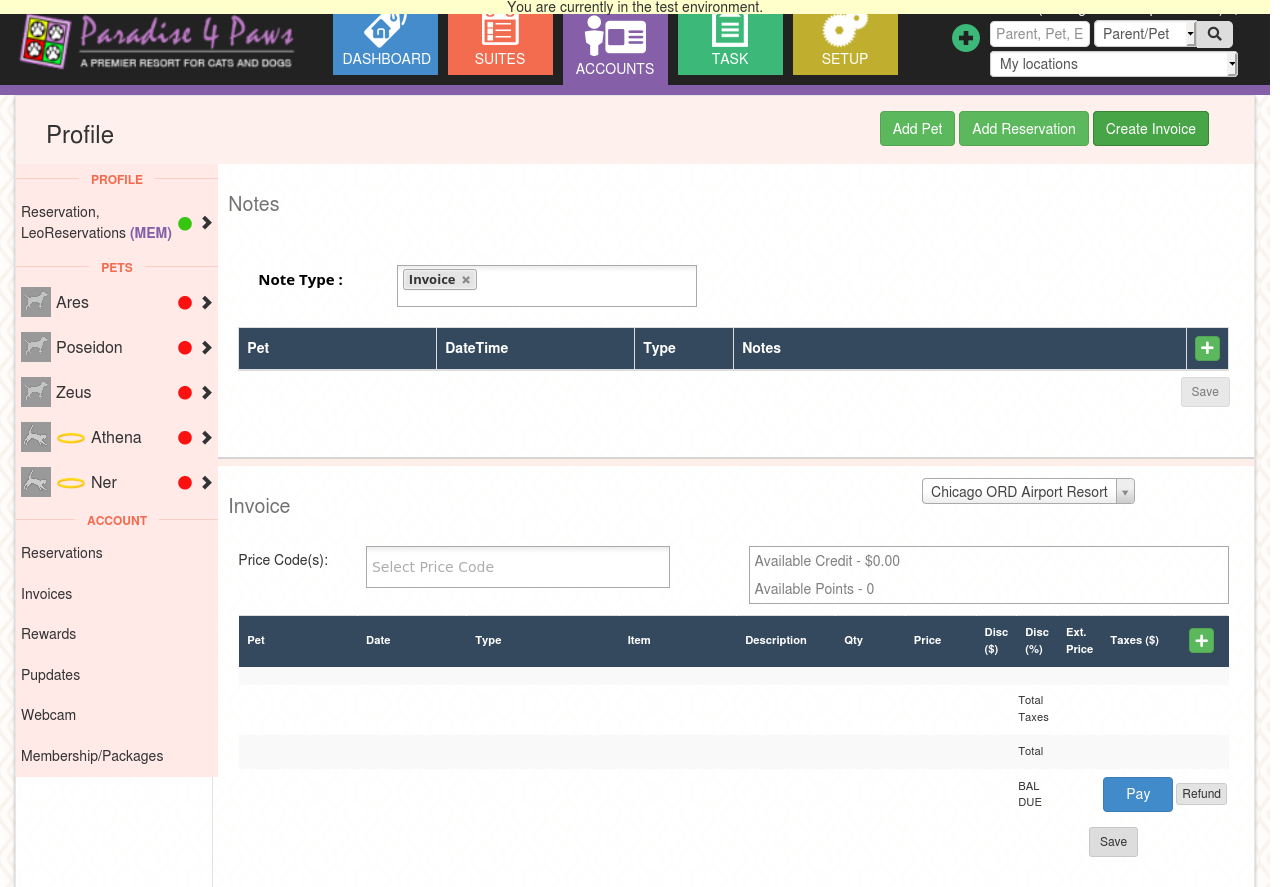 You are currently in the test environment.
Paradise 4 Paws
A PREMIER RESORT FOR CATS AND DOGS
DASHBOARD
SUITES
ACCOUNTS
TASK
SETUP
Parent, Pet, E
Parent/Pet
My locations
Profile
Add Pet
Add Reservation
Create Invoice
PROFILE
Reservation,
LeoReservations (MEM)
PETS
Ares
Poseidon
Zeus
Athena
Ner
ACCOUNT
Reservations
Invoices
Rewards
Pupdates
Webcam
Membership/Packages
Notes
Note Type :
Invoice ×
Pet DateTime Type Notes
Save
Invoice
Chicago ORD Airport Resort
Price Code(s):
Select Price Code
Available Credit - $0.00
Available Points - 0
Pet Date Type Item Description Qty Price Disc ($) Disc (%) Ext. Price Taxes ($)
Total
Taxes
Total
BAL
DUE
Pay
Refund
Save